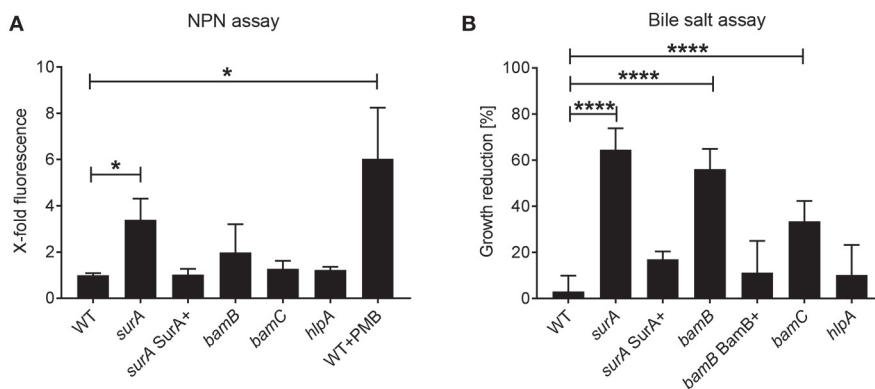 A
NPN assay
X-fold fluorescence
10
8
6
4
2
0
*
*
WT
surA
surA SurA+
bamB
bamC
hlpA
WT+PMB
B
Bile salt assay
Growth reduction [%]
100
80
60
40
20
0
****
****
****
WT
surA
surA SurA+
bamB
bamB BamB+
bamC
hlpA